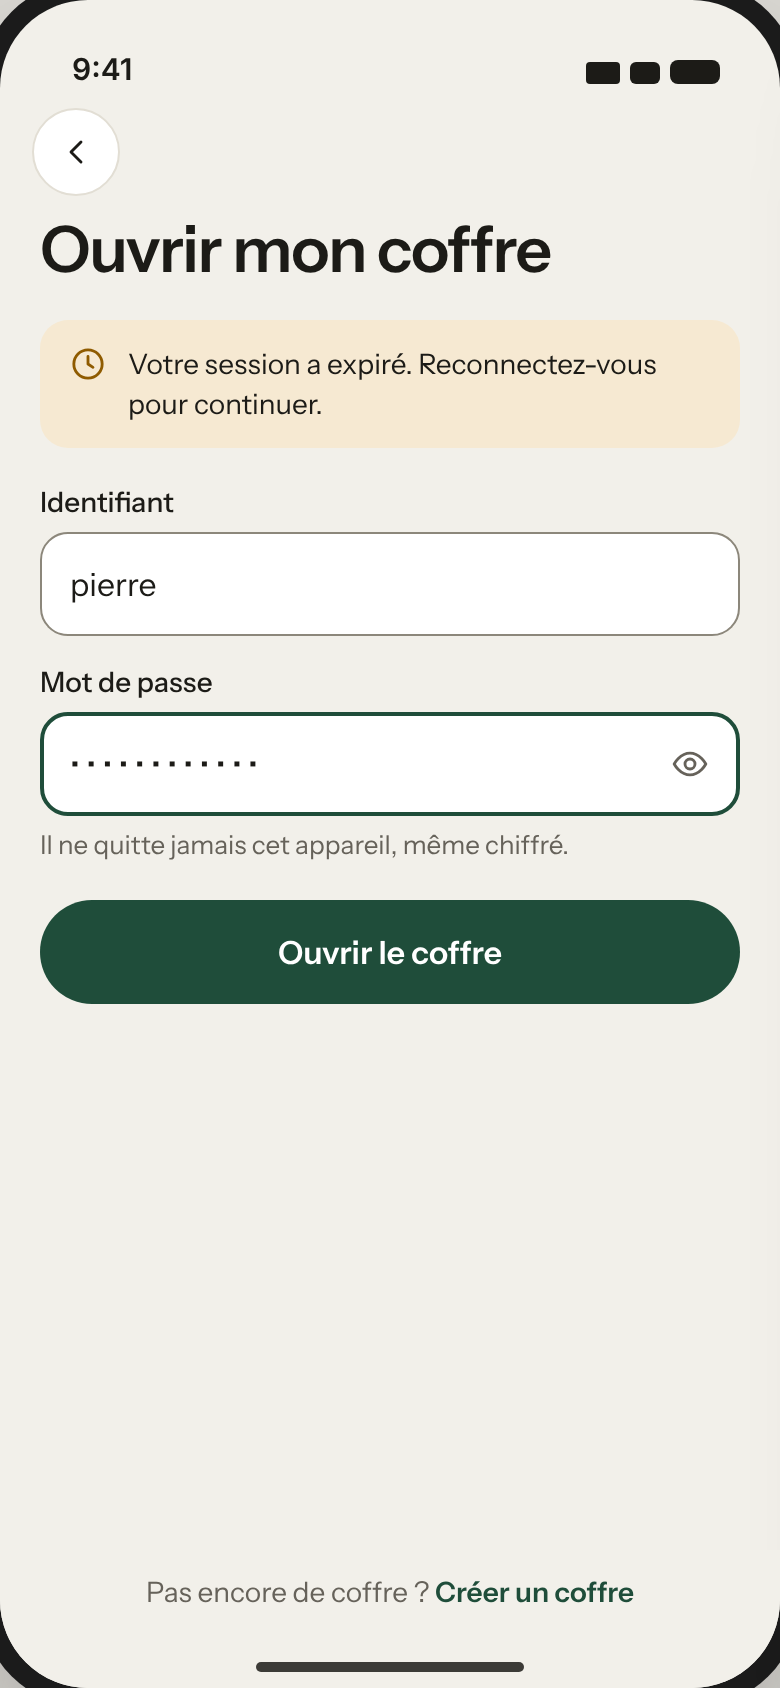 9:41
Ouvrir mon coffre
Votre session a expiré. Reconnectez-vous
pour continuer.
Identifiant
pierre
Mot de passe
············
Il ne quitte jamais cet appareil, même chiffré.
Ouvrir le coffre
Pas encore de coffre ? Créer un coffre